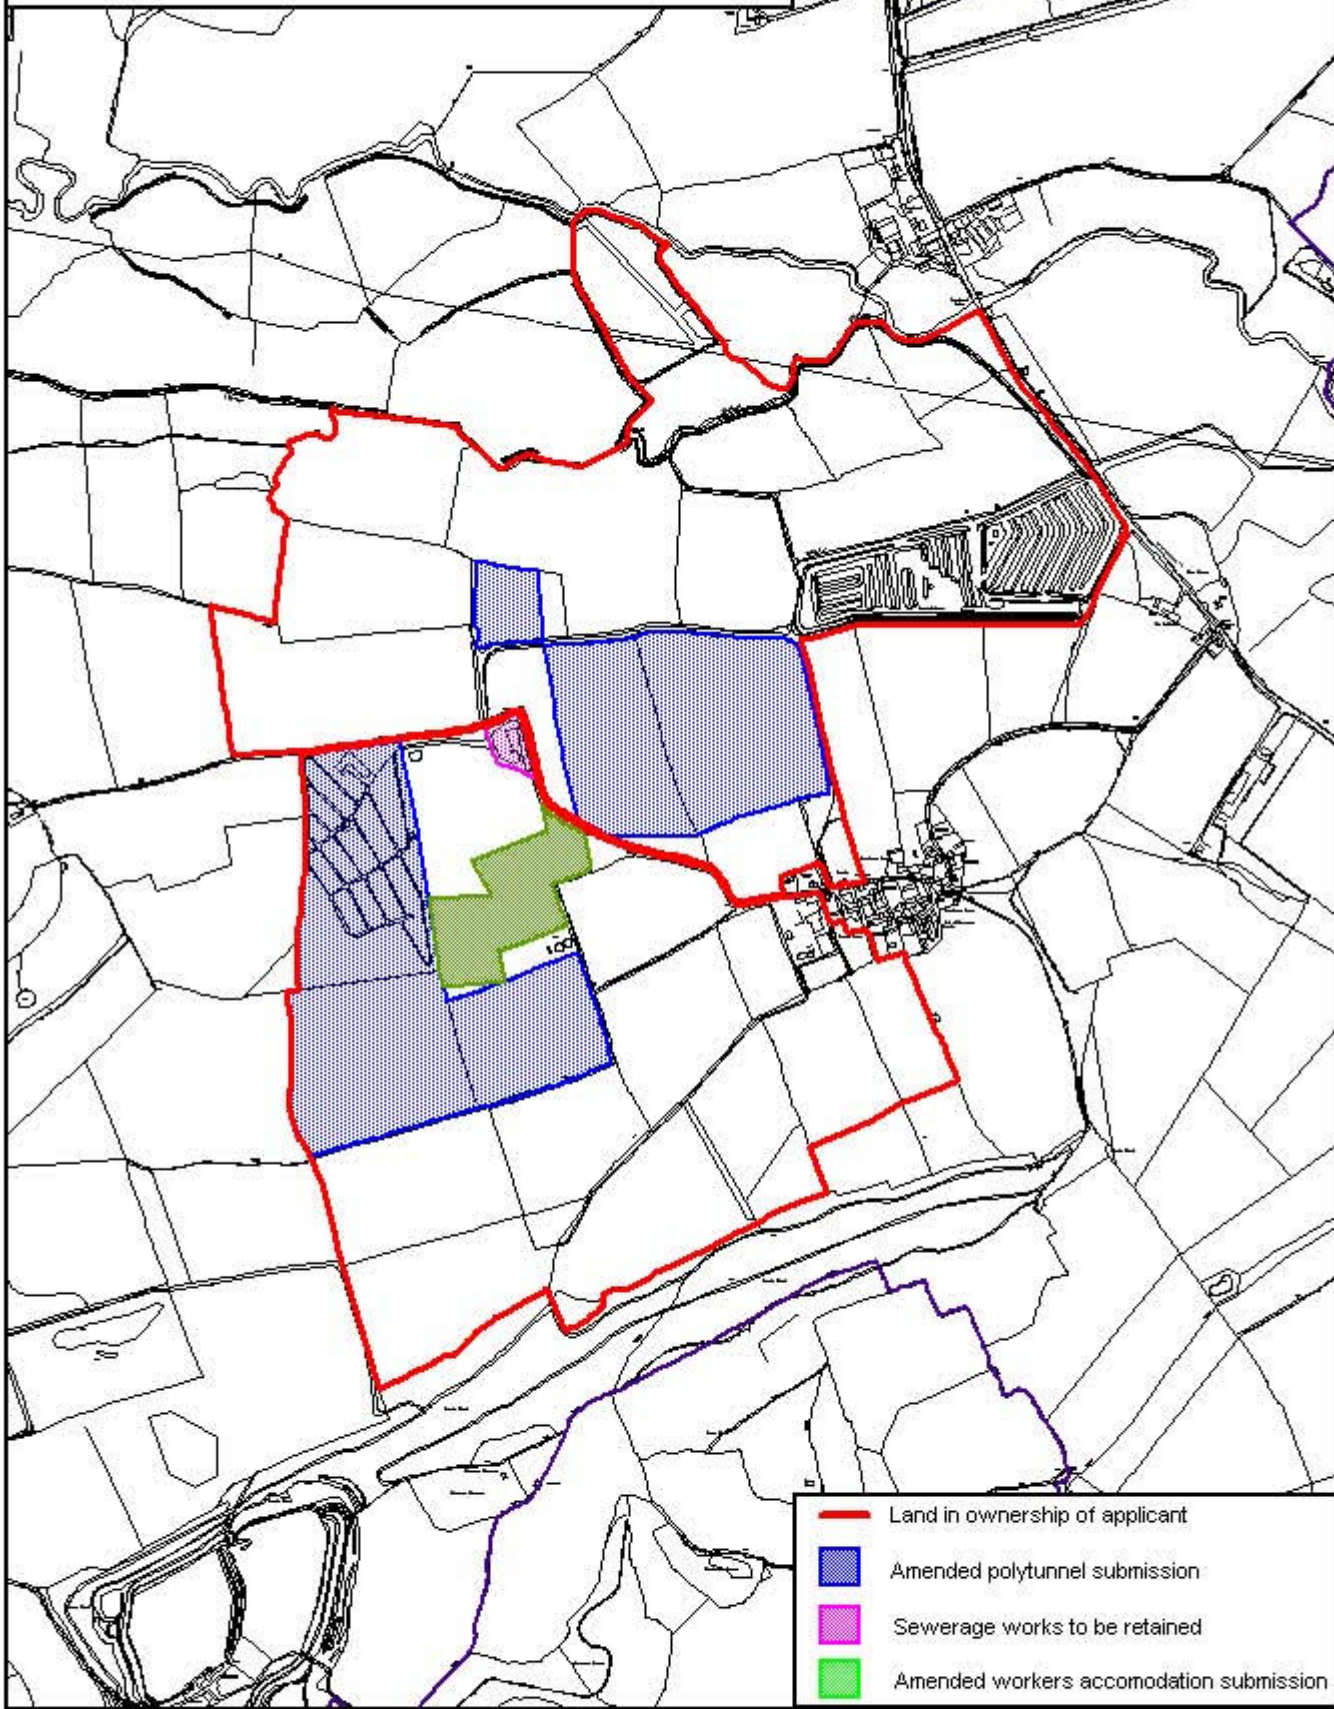 Land in ownership of applicant
Amended polytunnel submission
Sewerage works to be retained
Amended workers accomodation submission